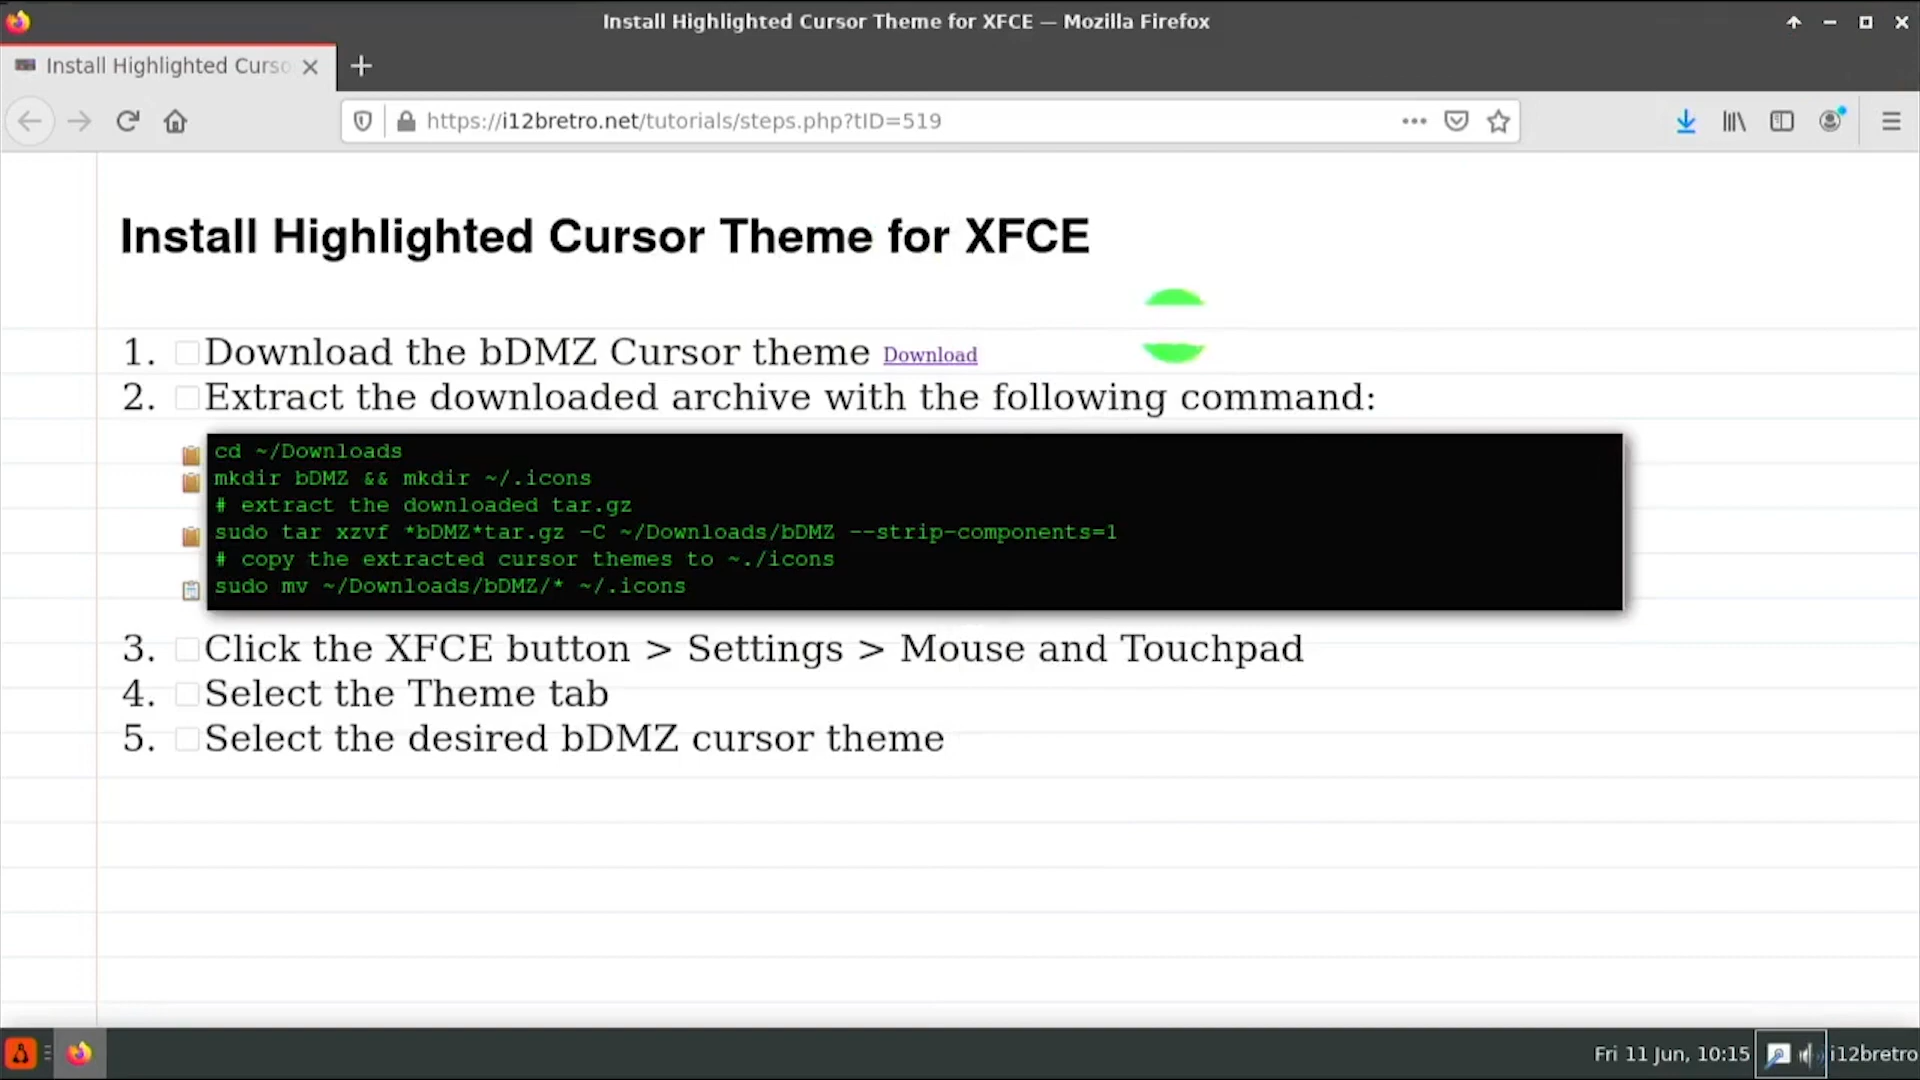 Install Highlighted Cursor Theme for XFCE — Mozilla Firefox
Install Highlighted Curso
https://i12bretro.net/tutorials/steps.php?tID=519
Install Highlighted Cursor Theme for XFCE
1. Download the bDMZ Cursor theme Download
2. Extract the downloaded archive with the following command:
cd ~/Downloads
mkdir bDMZ && mkdir ~/.icons
# extract the downloaded tar.gz
sudo tar xzvf *bDMZ*tar.gz -C ~/Downloads/bDMZ --strip-components=1
# copy the extracted cursor themes to ~./icons
sudo mv ~/Downloads/bDMZ/* ~/.icons
3. Click the XFCE button > Settings > Mouse and Touchpad
4. Select the Theme tab
5. Select the desired bDMZ cursor theme
Fri 11 Jun, 10:15 i12bretro